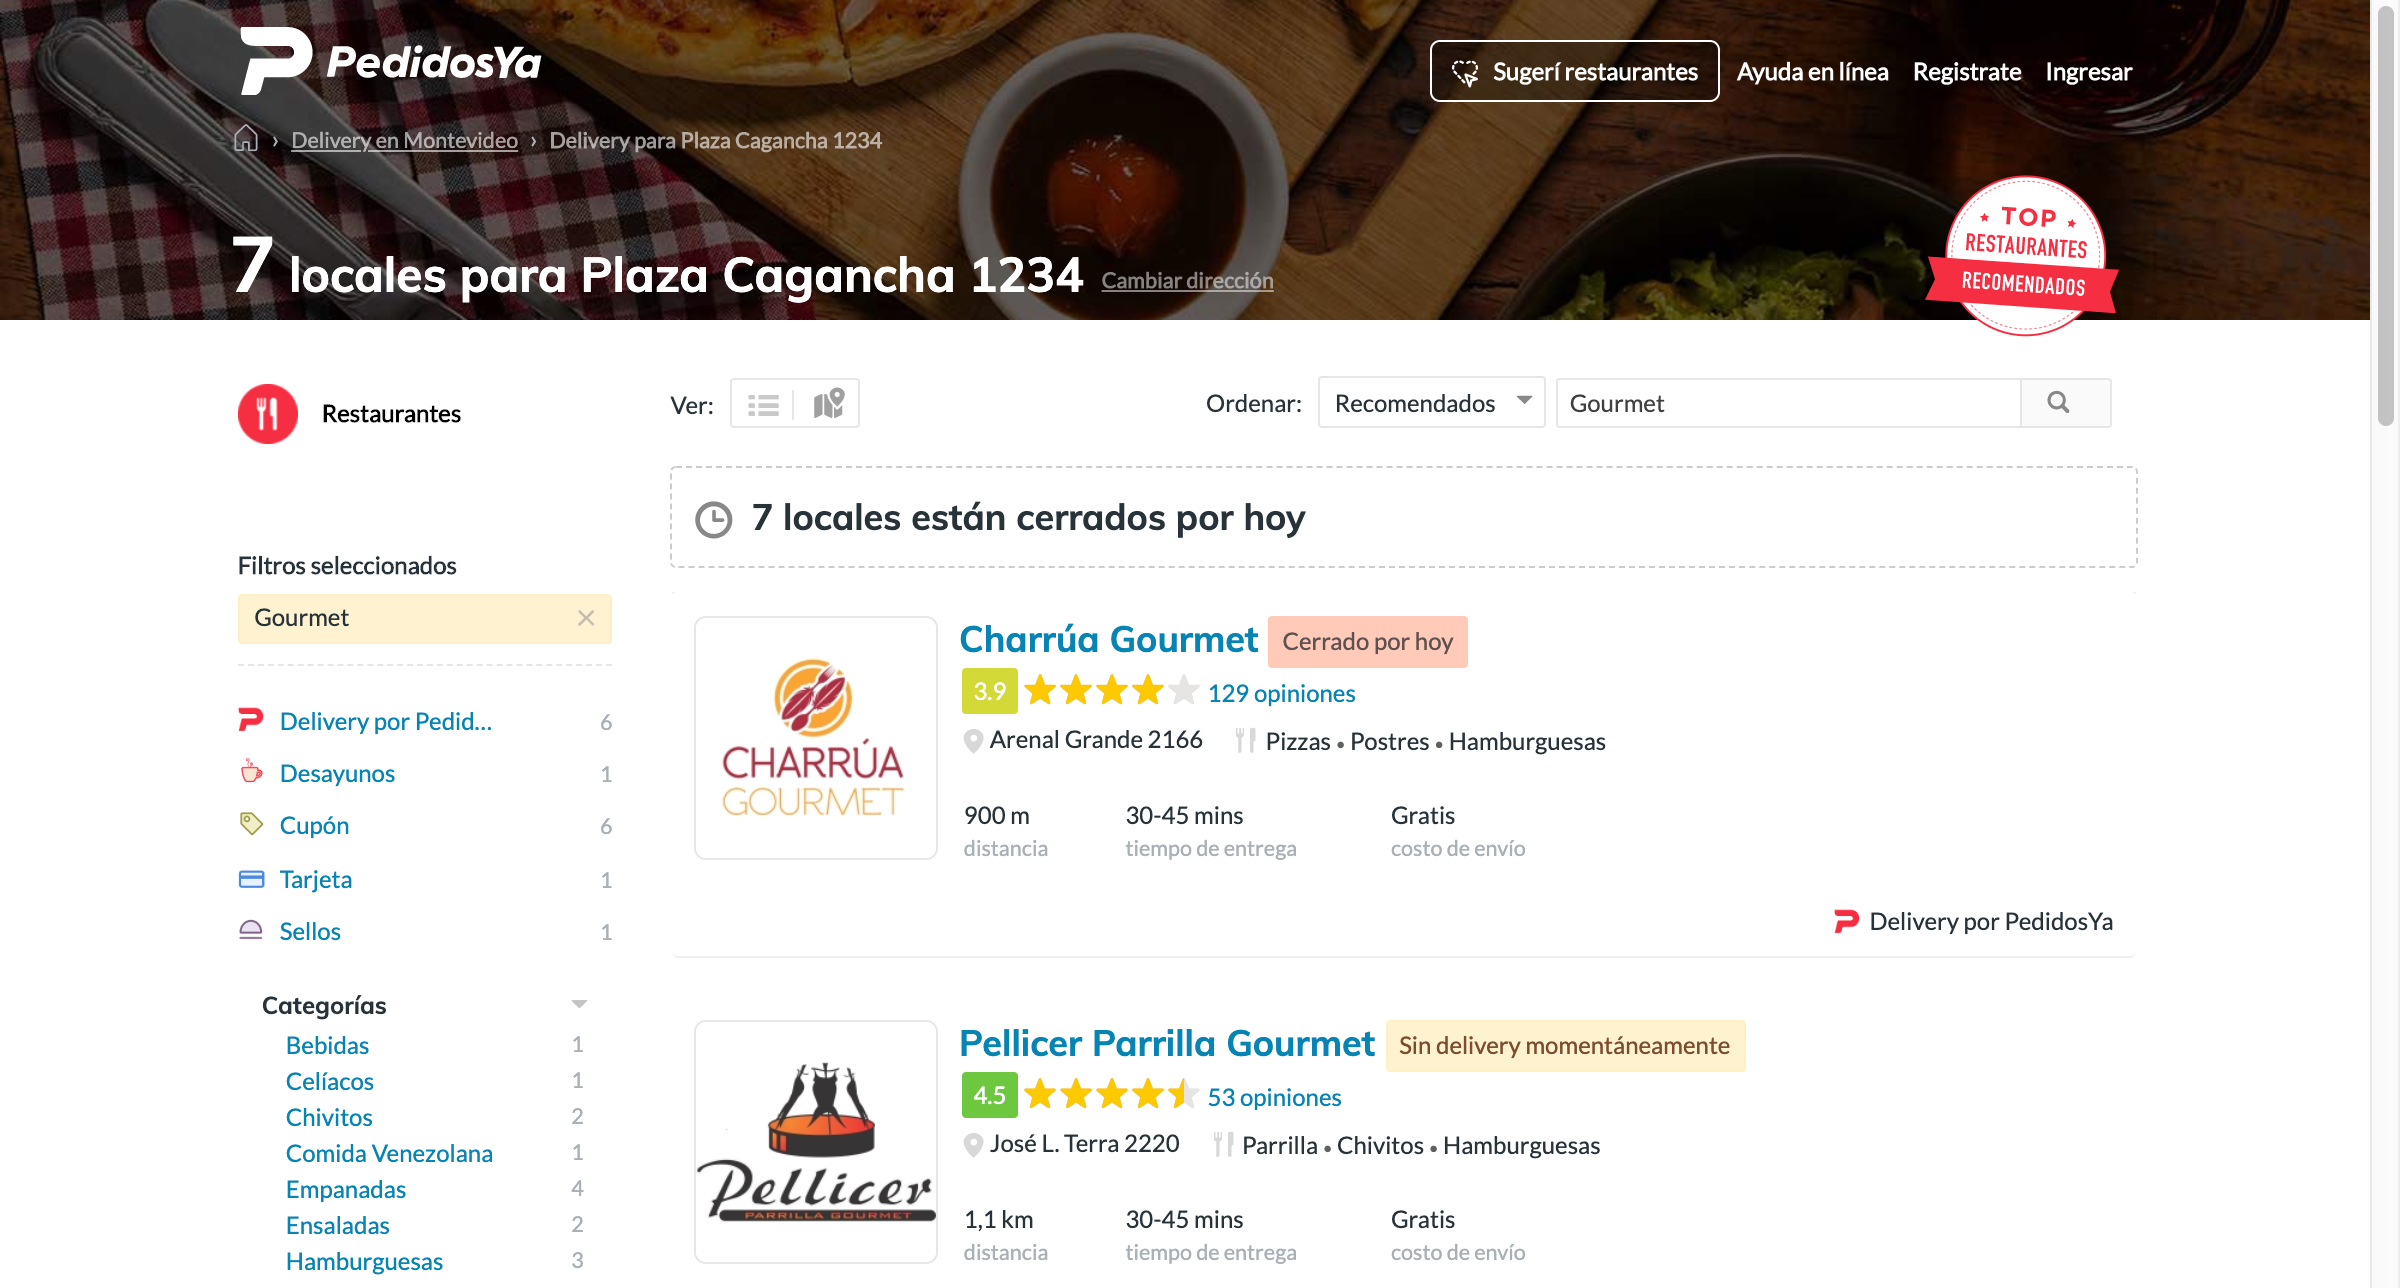 PedidosYa
Sugerí restaurantes
Ayuda en línea
Registrate
Ingresar
Delivery en Montevideo › Delivery para Plaza Cagancha 1234
7 locales para Plaza Cagancha 1234 Cambiar dirección
TOP
RESTAURANTES
RECOMENDADOS
Restaurantes
Ver:
Ordenar: Recomendados
Gourmet
7 locales están cerrados por hoy
Filtros seleccionados
Gourmet
Delivery por Pedid... 6
Desayunos 1
Cupón 6
Tarjeta 1
Sellos 1
Categorías
Bebidas 1
Celíacos 1
Chivitos 2
Comida Venezolana 1
Empanadas 4
Ensaladas 2
Hamburguesas 3
CHARRÚA
GOURMET
Charrúa Gourmet Cerrado por hoy
3.9 129 opiniones
Arenal Grande 2166 Pizzas • Postres • Hamburguesas
900 m 30-45 mins Gratis
distancia tiempo de entrega costo de envío
Delivery por PedidosYa
Pellicer
PARRILLA GOURMET
Pellicer Parrilla Gourmet Sin delivery momentáneamente
4.5 53 opiniones
José L. Terra 2220 Parrilla • Chivitos • Hamburguesas
1,1 km 30-45 mins Gratis
distancia tiempo de entrega costo de envío